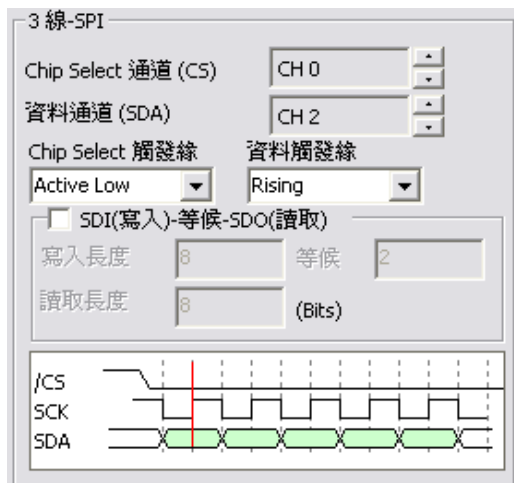 3 線-SPI
Chip Select 通道 (CS) CH 0
資料通道 (SDA) CH 2
Chip Select 觸發緣 資料觸發緣
Active Low Rising
SDI(寫入)-等候-SDO(讀取)
寫入長度 8 等候 2
讀取長度 8 (Bits)
/CS
SCK
SDA